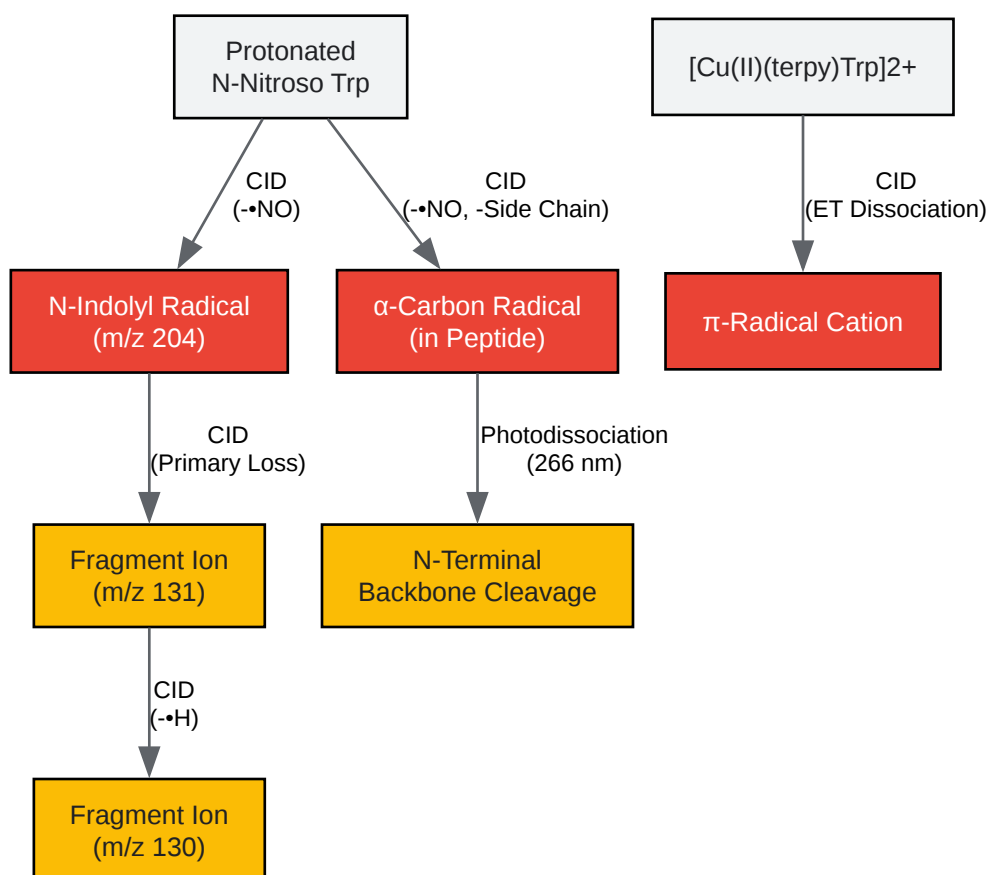 Protonated
N-Nitroso Trp
[Cu(II)(terpy)Trp]2+
CID
(-•NO)
CID
(-•NO, -Side Chain)
CID
(ET Dissociation)
N-Indolyl Radical
(m/z 204)
α-Carbon Radical
(in Peptide)
π-Radical Cation
CID
(Primary Loss)
Photodissociation
(266 nm)
Fragment Ion
(m/z 131)
N-Terminal
Backbone Cleavage
CID
(-•H)
Fragment Ion
(m/z 130)